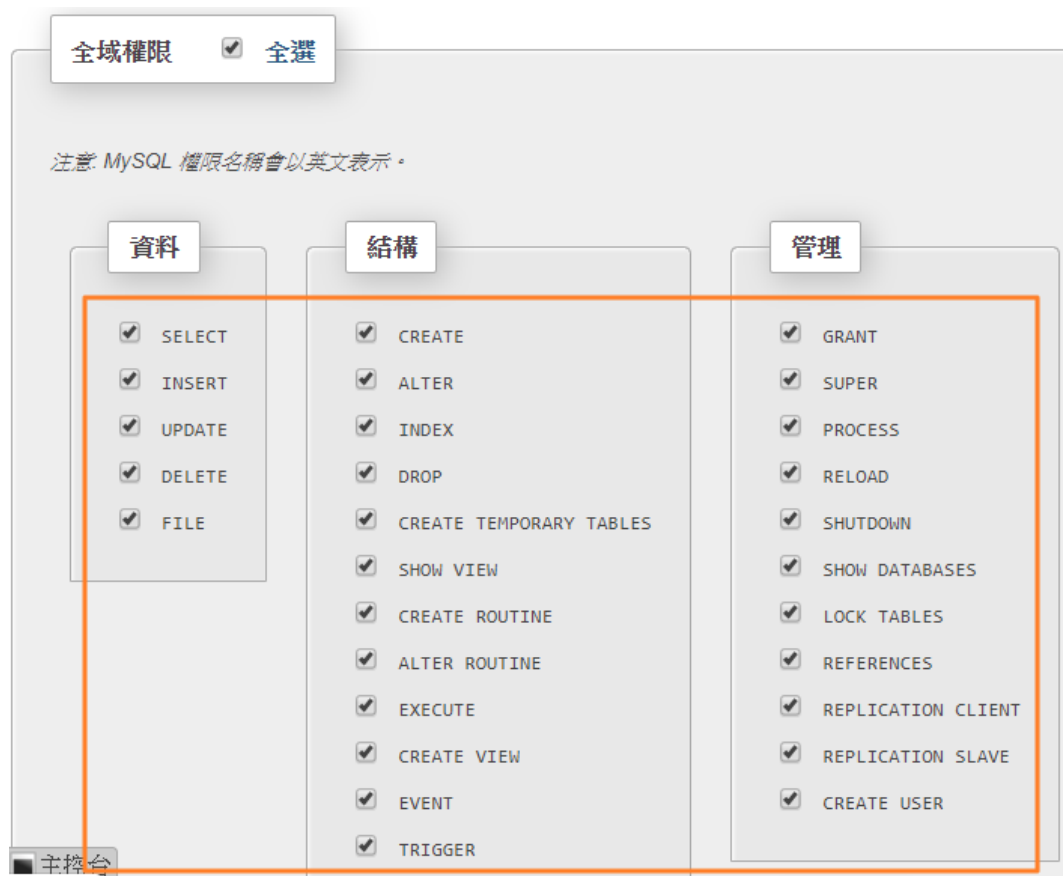 全域權限 全選
注意: MySQL 權限名稱會以英文表示。
資料
SELECT
INSERT
UPDATE
DELETE
FILE
結構
CREATE
ALTER
INDEX
DROP
CREATE TEMPORARY TABLES
SHOW VIEW
CREATE ROUTINE
ALTER ROUTINE
EXECUTE
CREATE VIEW
EVENT
TRIGGER
管理
GRANT
SUPER
PROCESS
RELOAD
SHUTDOWN
SHOW DATABASES
LOCK TABLES
REFERENCES
REPLICATION CLIENT
REPLICATION SLAVE
CREATE USER
主控台